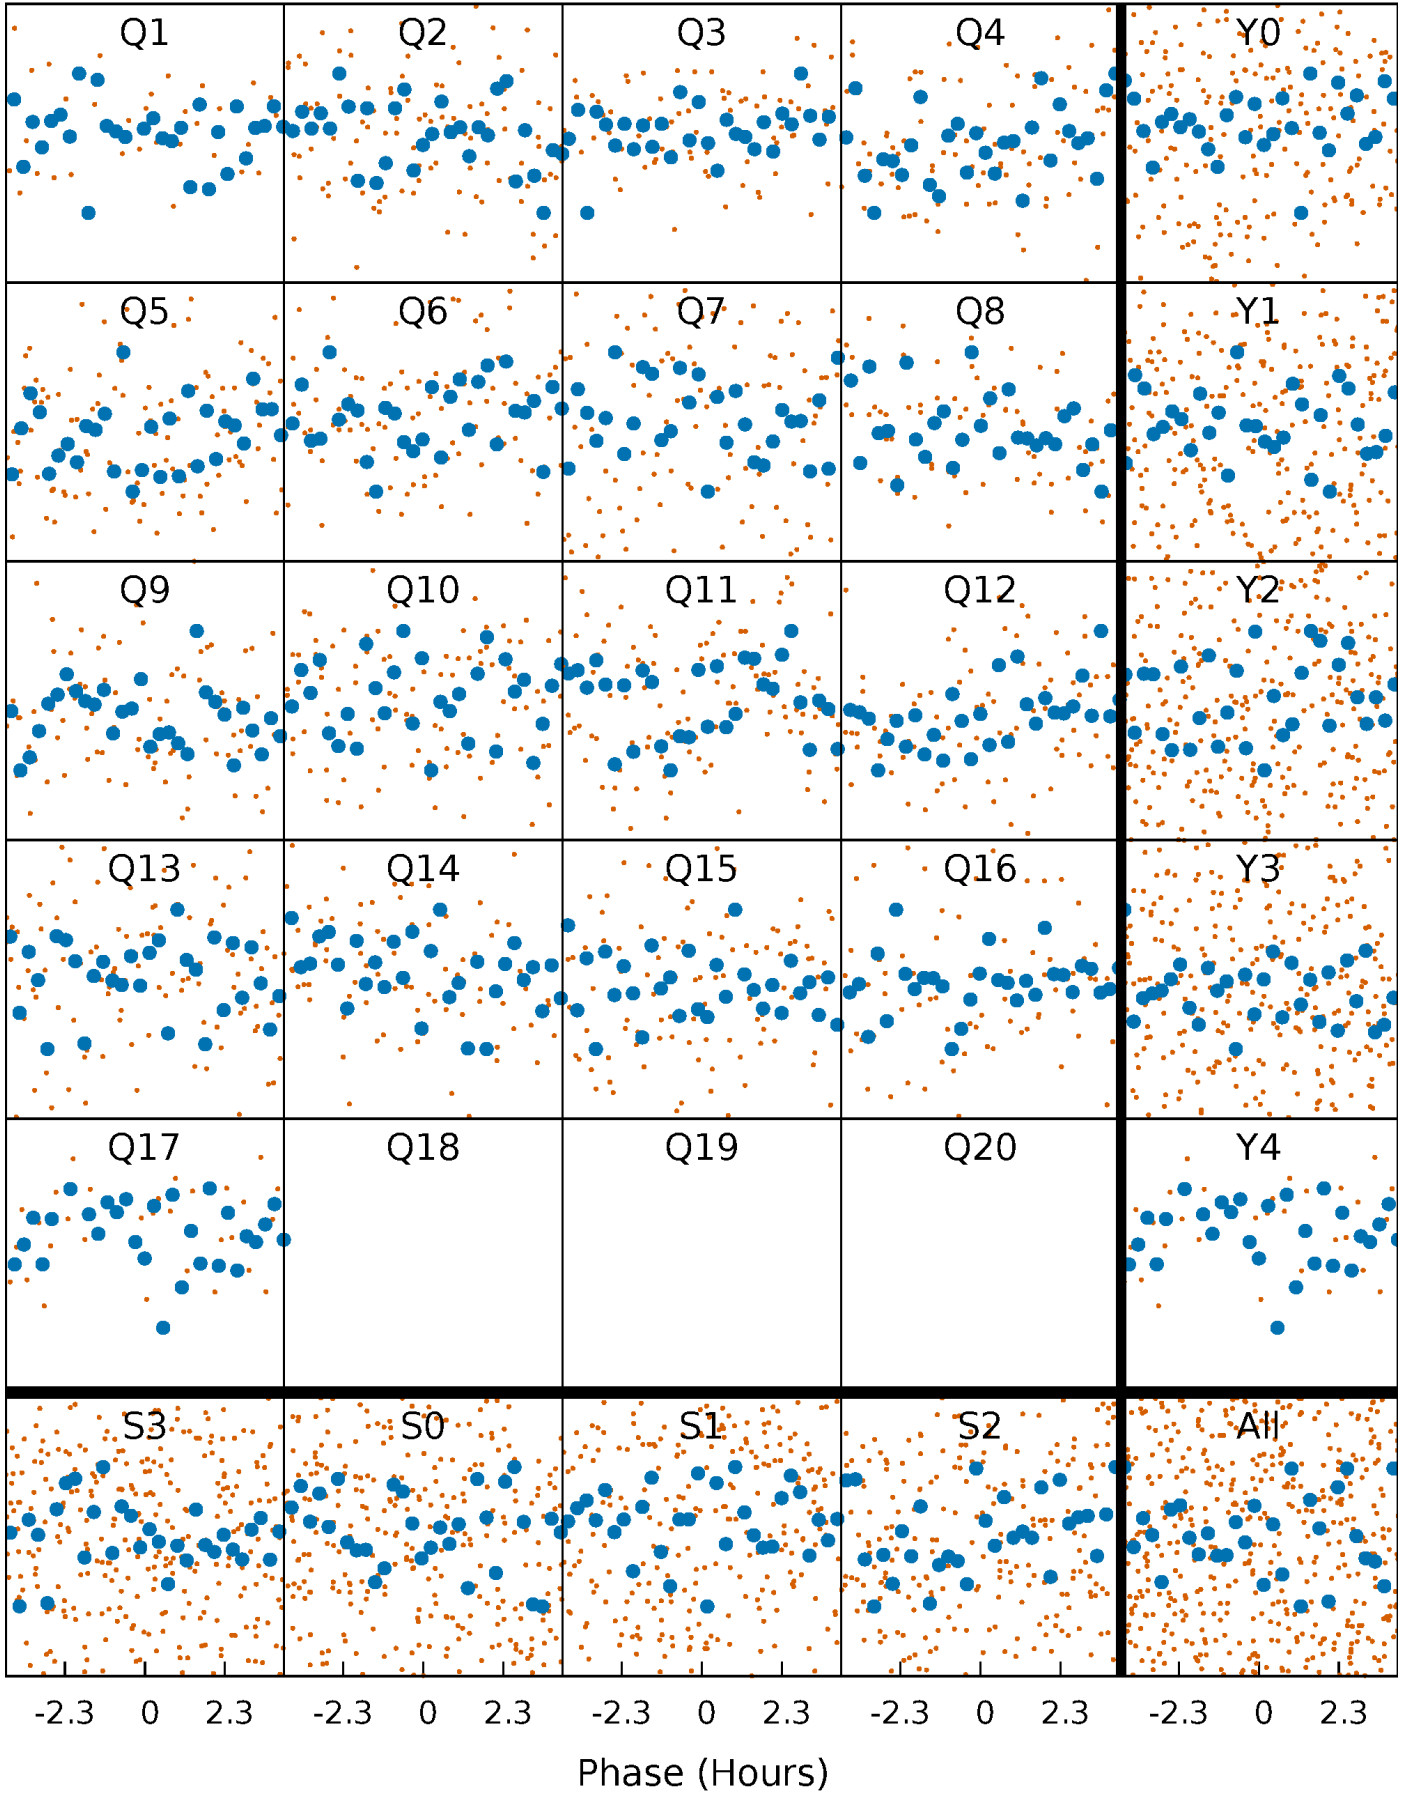 Q1 Q2 Q3 Q4 Y0
Q5 Q6 Q7 Q8 Y1
Q9 Q10 Q11 Q12 Y2
Q13 Q14 Q15 Q16 Y3
Q17 Q18 Q19 Q20 Y4
S3 S0 S1 S2 All
-2.3 0 2.3 -2.3 0 2.3 -2.3 0 2.3 -2.3 0 2.3 -2.3 0 2.3
Phase (Hours)